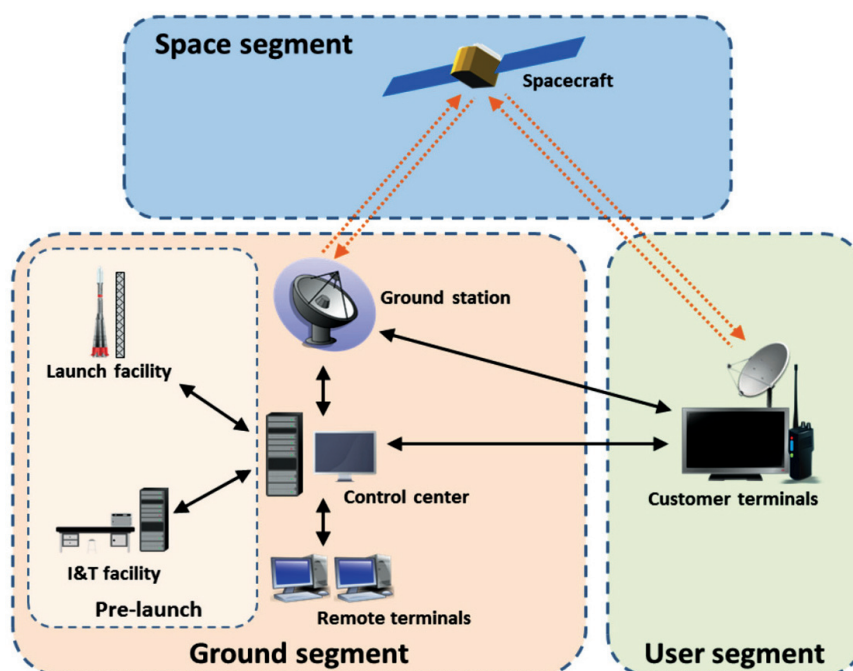 Space segment
Spacecraft
Ground station
Launch facility
Control center
Customer terminals
I&T facility
Pre-launch
Remote terminals
Ground segment
User segment